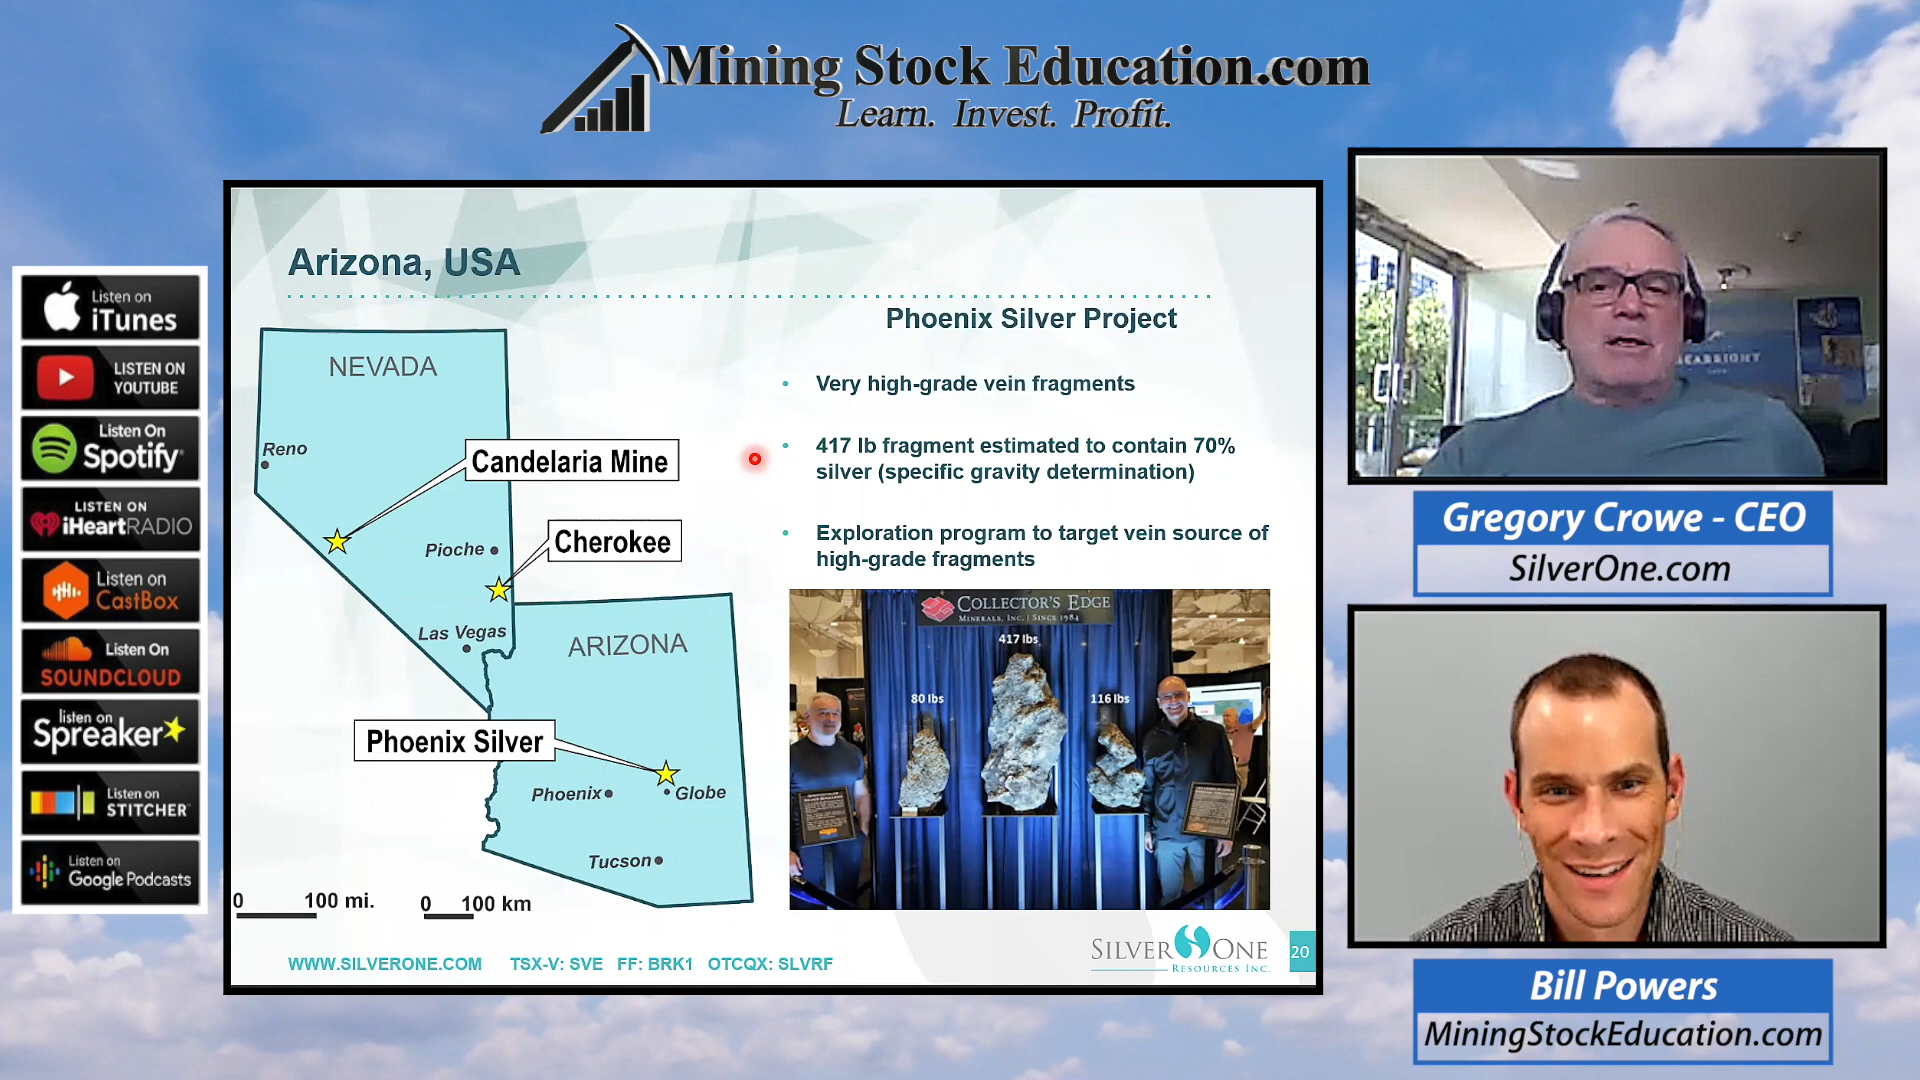 Mining Stock Education.com
Learn. Invest. Profit.
Listen on
iTunes
LISTEN ON
YOUTUBE
Listen On
Spotify
LISTEN ON
iHeartRADIO
Listen on
CastBox
Listen On
SOUNDCLOUD
listen on
Spreaker
Listen on
STITCHER
Listen on
Google Podcasts
Arizona, USA
NEVADA
Reno
Candelaria Mine
Pioche
Cherokee
Las Vegas
ARIZONA
Phoenix Silver
Phoenix
Globe
Tucson
0 100 mi. 0 100 km
Phoenix Silver Project
• Very high-grade vein fragments
• 417 lb fragment estimated to contain 70%
silver (specific gravity determination)
• Exploration program to target vein source of
high-grade fragments
COLLECTOR'S EDGE
MINERALS, INC. | SINCE 1984
417 lbs
80 lbs
116 lbs
WWW.SILVERONE.COM TSX-V: SVE FF: BRK1 OTCQX: SLVRF
SILVER ONE
RESOURCES INC.
20
Gregory Crowe - CEO
SilverOne.com
Bill Powers
MiningStockEducation.com